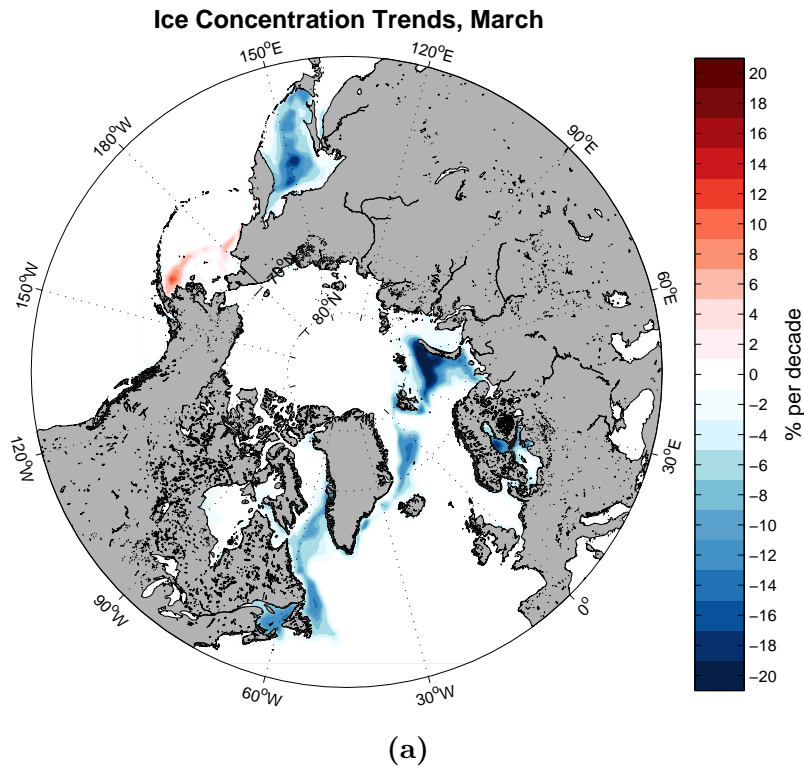 Ice Concentration Trends, March
150°E
120°E
180°W
90°E
150°W
60°E
70°N
80°N
120°W
30°E
90°W
0°
60°W
30°W
20
18
16
14
12
10
8
6
4
2
0
−2
−4
−6
−8
−10
−12
−14
−16
−18
−20
% per decade
(a)